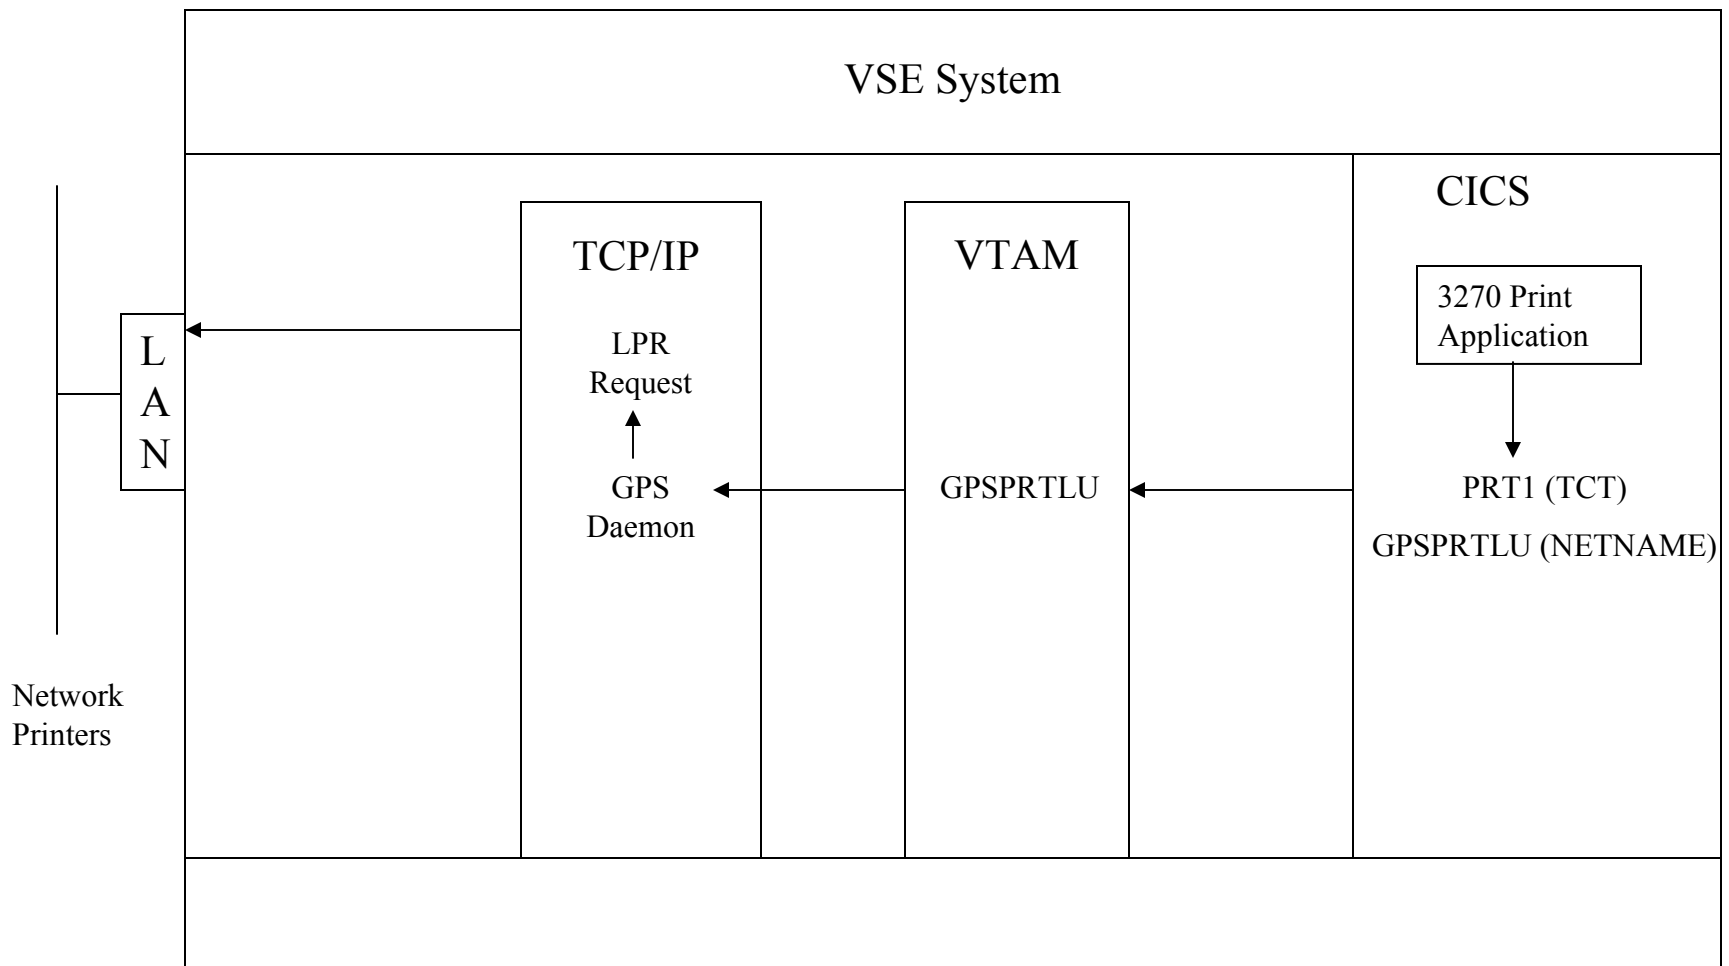 VSE System
CICS
TCP/IP
VTAM
3270 Print
Application
L
A
N
LPR
Request
GPS
Daemon
GPSPRTLU
PRT1 (TCT)
GPSPRTLU (NETNAME)
Network
Printers